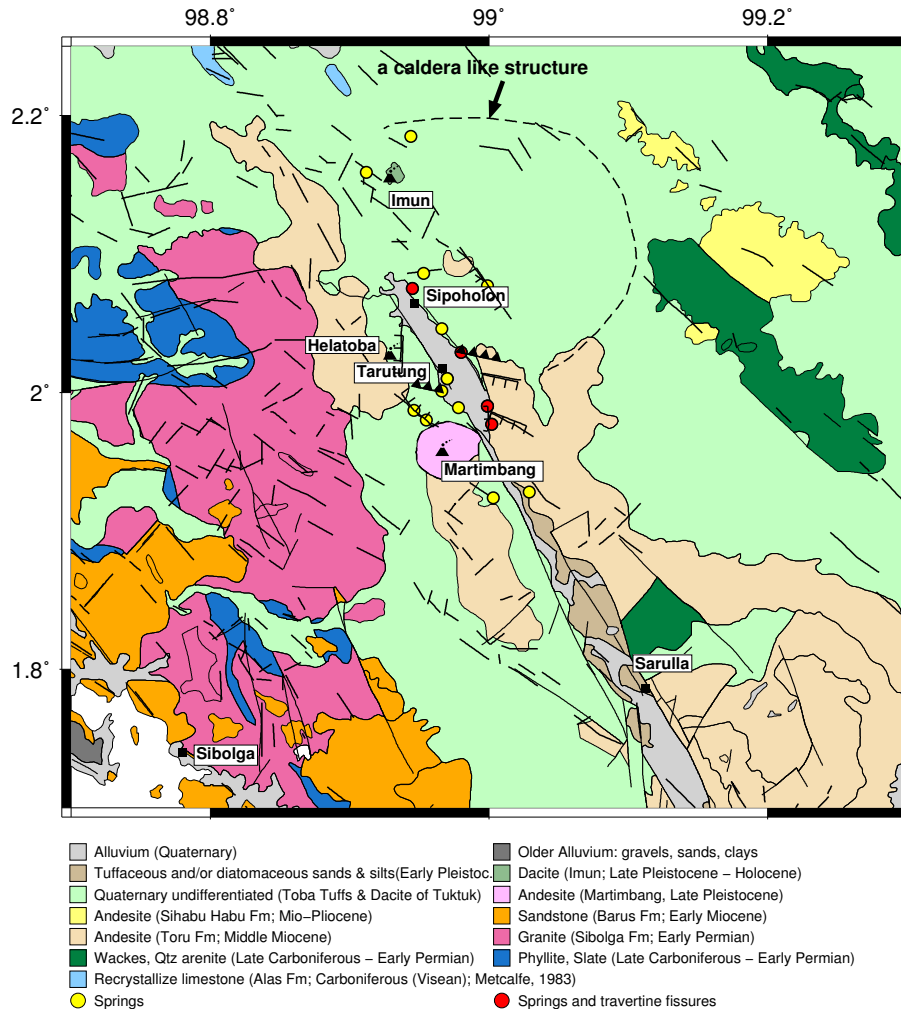 98.8˚ 99˚ 99.2˚
a caldera like structure
2.2˚
Imun
Sipoholon
Helatoba
Tarutung
2˚
Martimbang
Sarulla
1.8˚
Sibolga
Alluvium (Quaternary)
Older Alluvium: gravels, sands, clays
Tuffaceous and/or diatomaceous sands & silts(Early Pleistoc.
Dacite (Imun; Late Pleistocene − Holocene)
Quaternary undifferentiated (Toba Tuffs & Dacite of Tuktuk)
Andesite (Martimbang, Late Pleistocene)
Andesite (Sihabu Habu Fm; Mio−Pliocene)
Sandstone (Barus Fm; Early Miocene)
Andesite (Toru Fm; Middle Miocene)
Granite (Sibolga Fm; Early Permian)
Wackes, Qtz arenite (Late Carboniferous − Early Permian)
Phyllite, Slate (Late Carboniferous − Early Permian)
Recrystallize limestone (Alas Fm; Carboniferous (Visean); Metcalfe, 1983)
Springs
Springs and travertine fissures